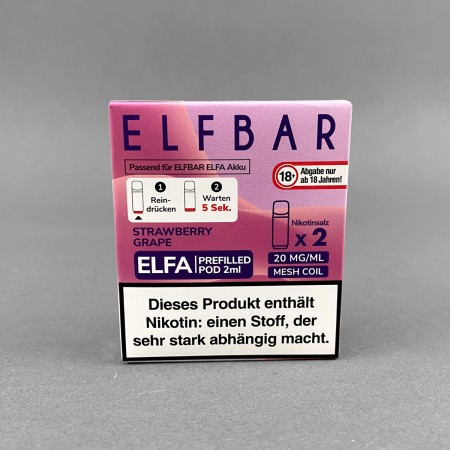 ELFBAR
Passend für ELFBAR ELFA Akku
18+
Abgabe nur
ab 18 Jahren!
1
Rein-
drücken
2
Warten
5 Sek.
Nikotinsalz
x 2
STRAWBERRY
GRAPE
ELFA
PREFILLED
POD 2ml
20 MG/ML
MESH COIL
Dieses Produkt enthält
Nikotin: einen Stoff, der
sehr stark abhängig macht.